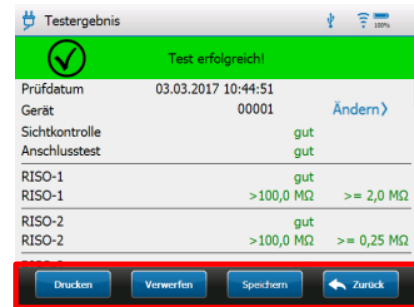 Testergebnis 100%
Test erfolgreich!
Prüfdatum 03.03.2017 10:44:51
Gerät 00001 Ändern
Sichtkontrolle gut
Anschlusstest gut
RISO-1 gut
RISO-1 >100,0 MΩ >= 2,0 MΩ
RISO-2 gut
RISO-2 >100,0 MΩ >= 0,25 MΩ
Drucken Verwerfen Speichern Zurück